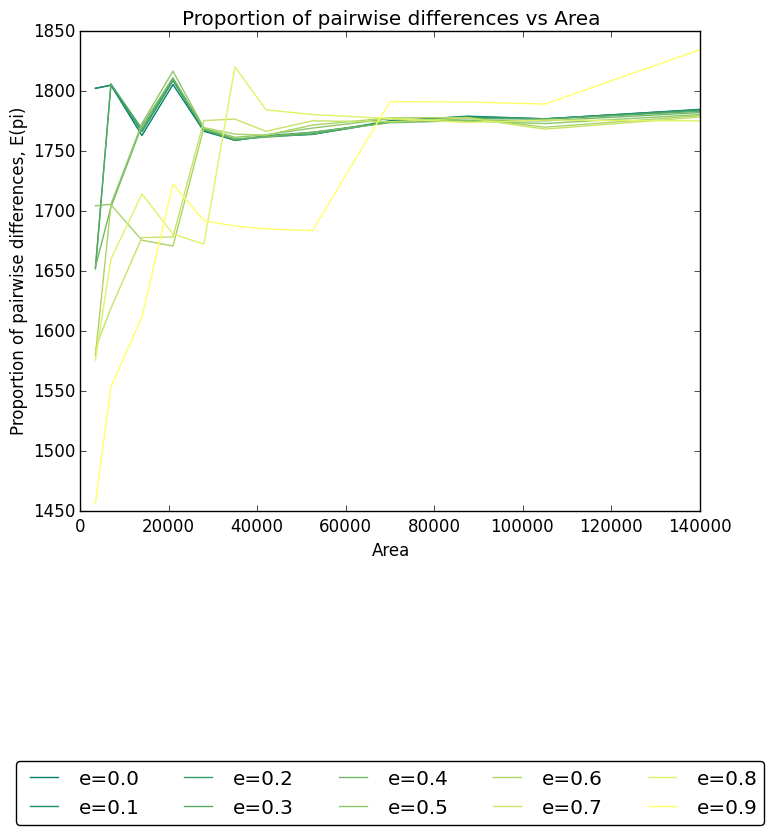 Proportion of pairwise differences vs Area
Proportion of pairwise differences, E(pi)
1850
1800
1750
1700
1650
1600
1550
1500
1450
0 20000 40000 60000 80000 100000 120000 140000
Area
e=0.0 e=0.2 e=0.4 e=0.6 e=0.8
e=0.1 e=0.3 e=0.5 e=0.7 e=0.9